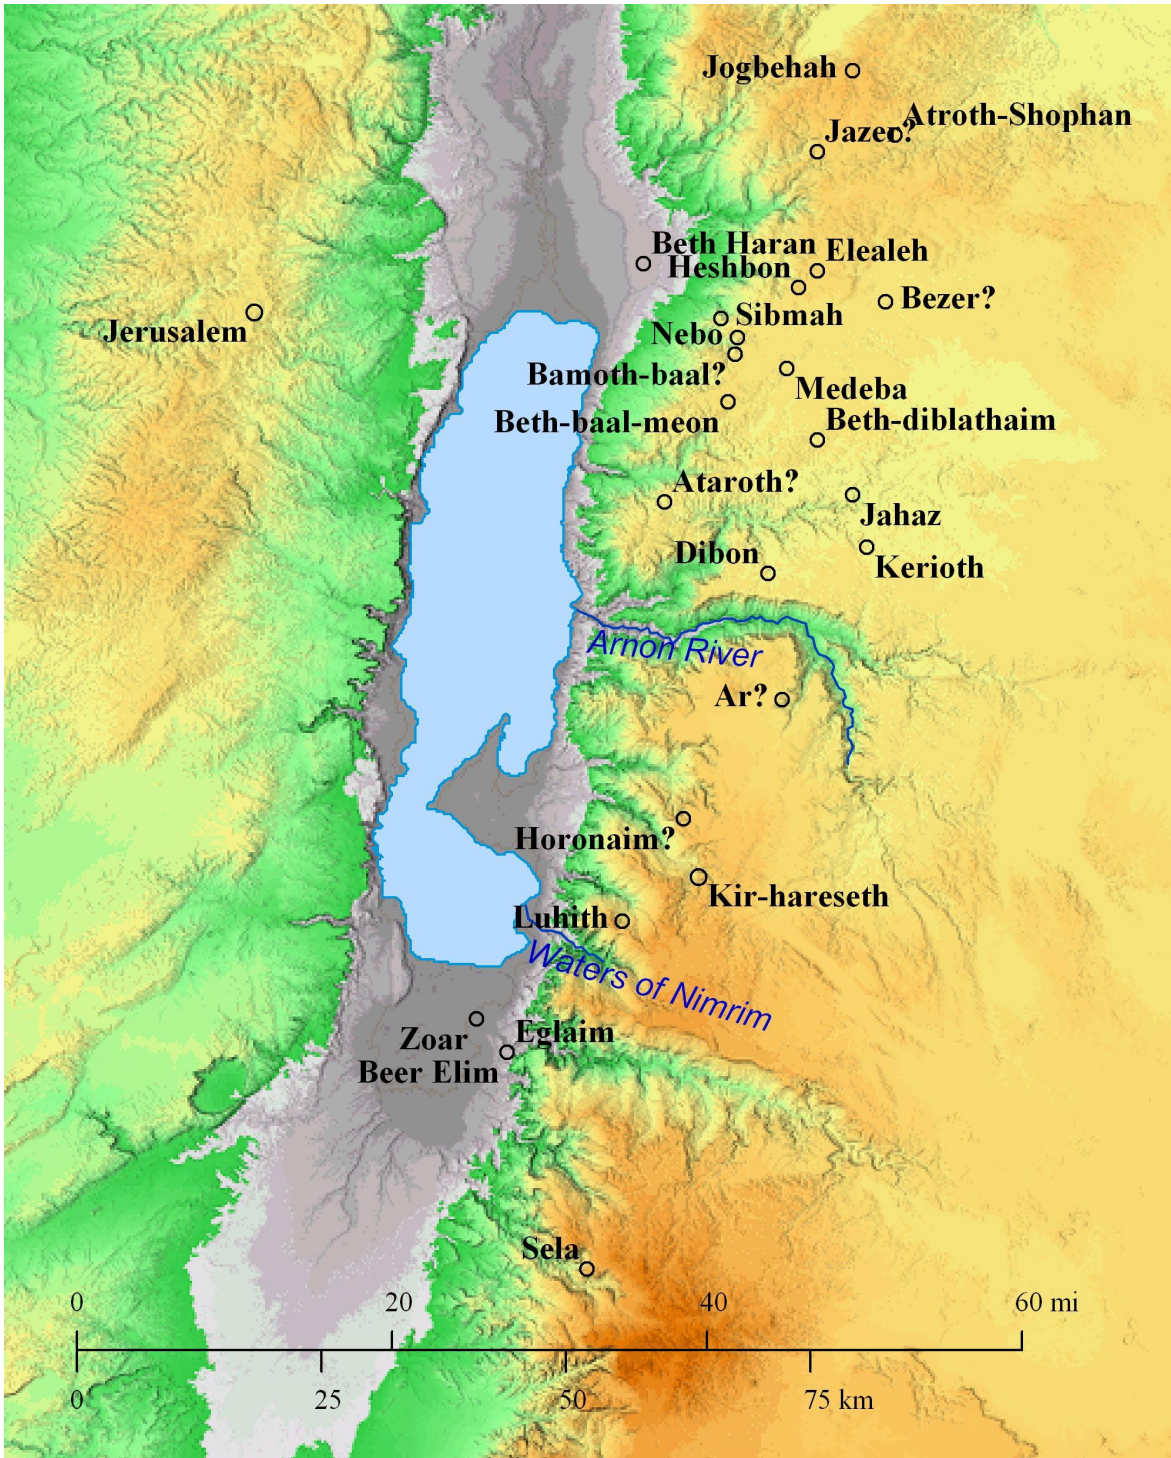 Jogbehah
Atroth-Shophan
Jazer?
Beth Haran
Elealeh
Heshbon
Bezer?
Jerusalem
Sibmah
Nebo
Bamoth-baal?
Medeba
Beth-baal-meon
Beth-diblathaim
Ataroth?
Jahaz
Dibon
Kerioth
Arnon River
Ar?
Horonaim?
Kir-hareseth
Luhith
Waters of Nimrim
Zoar
Eglaim
Beer Elim
Sela
0 20 40 60 mi
0 25 50 75 km